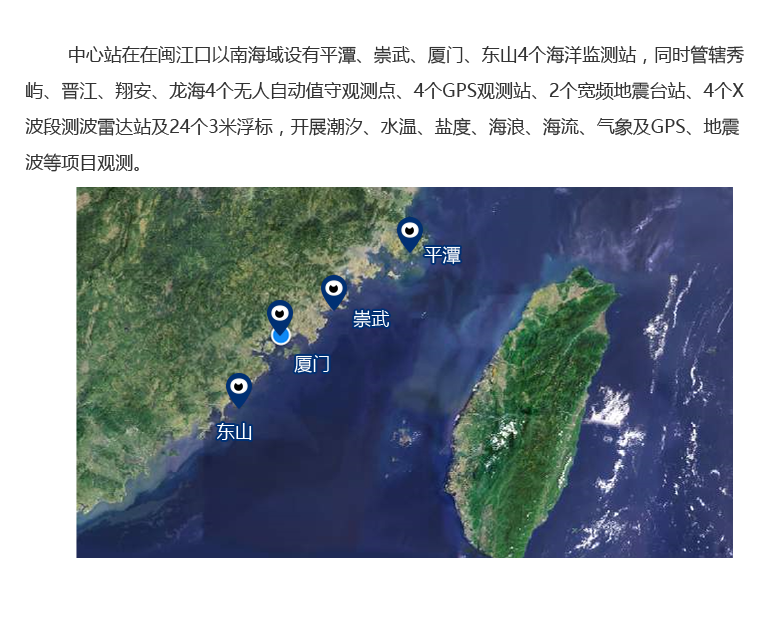 中心站在在闽江口以南海域设有平潭、崇武、厦门、东山4个海洋监测站，同时管辖秀
屿、晋江、翔安、龙海4个无人自动值守观测点、4个GPS观测站、2个宽频地震台站、4个X
波段测波雷达站及24个3米浮标，开展潮汐、水温、盐度、海浪、海流、气象及GPS、地震
波等项目观测。
平潭
崇武
厦门
东山